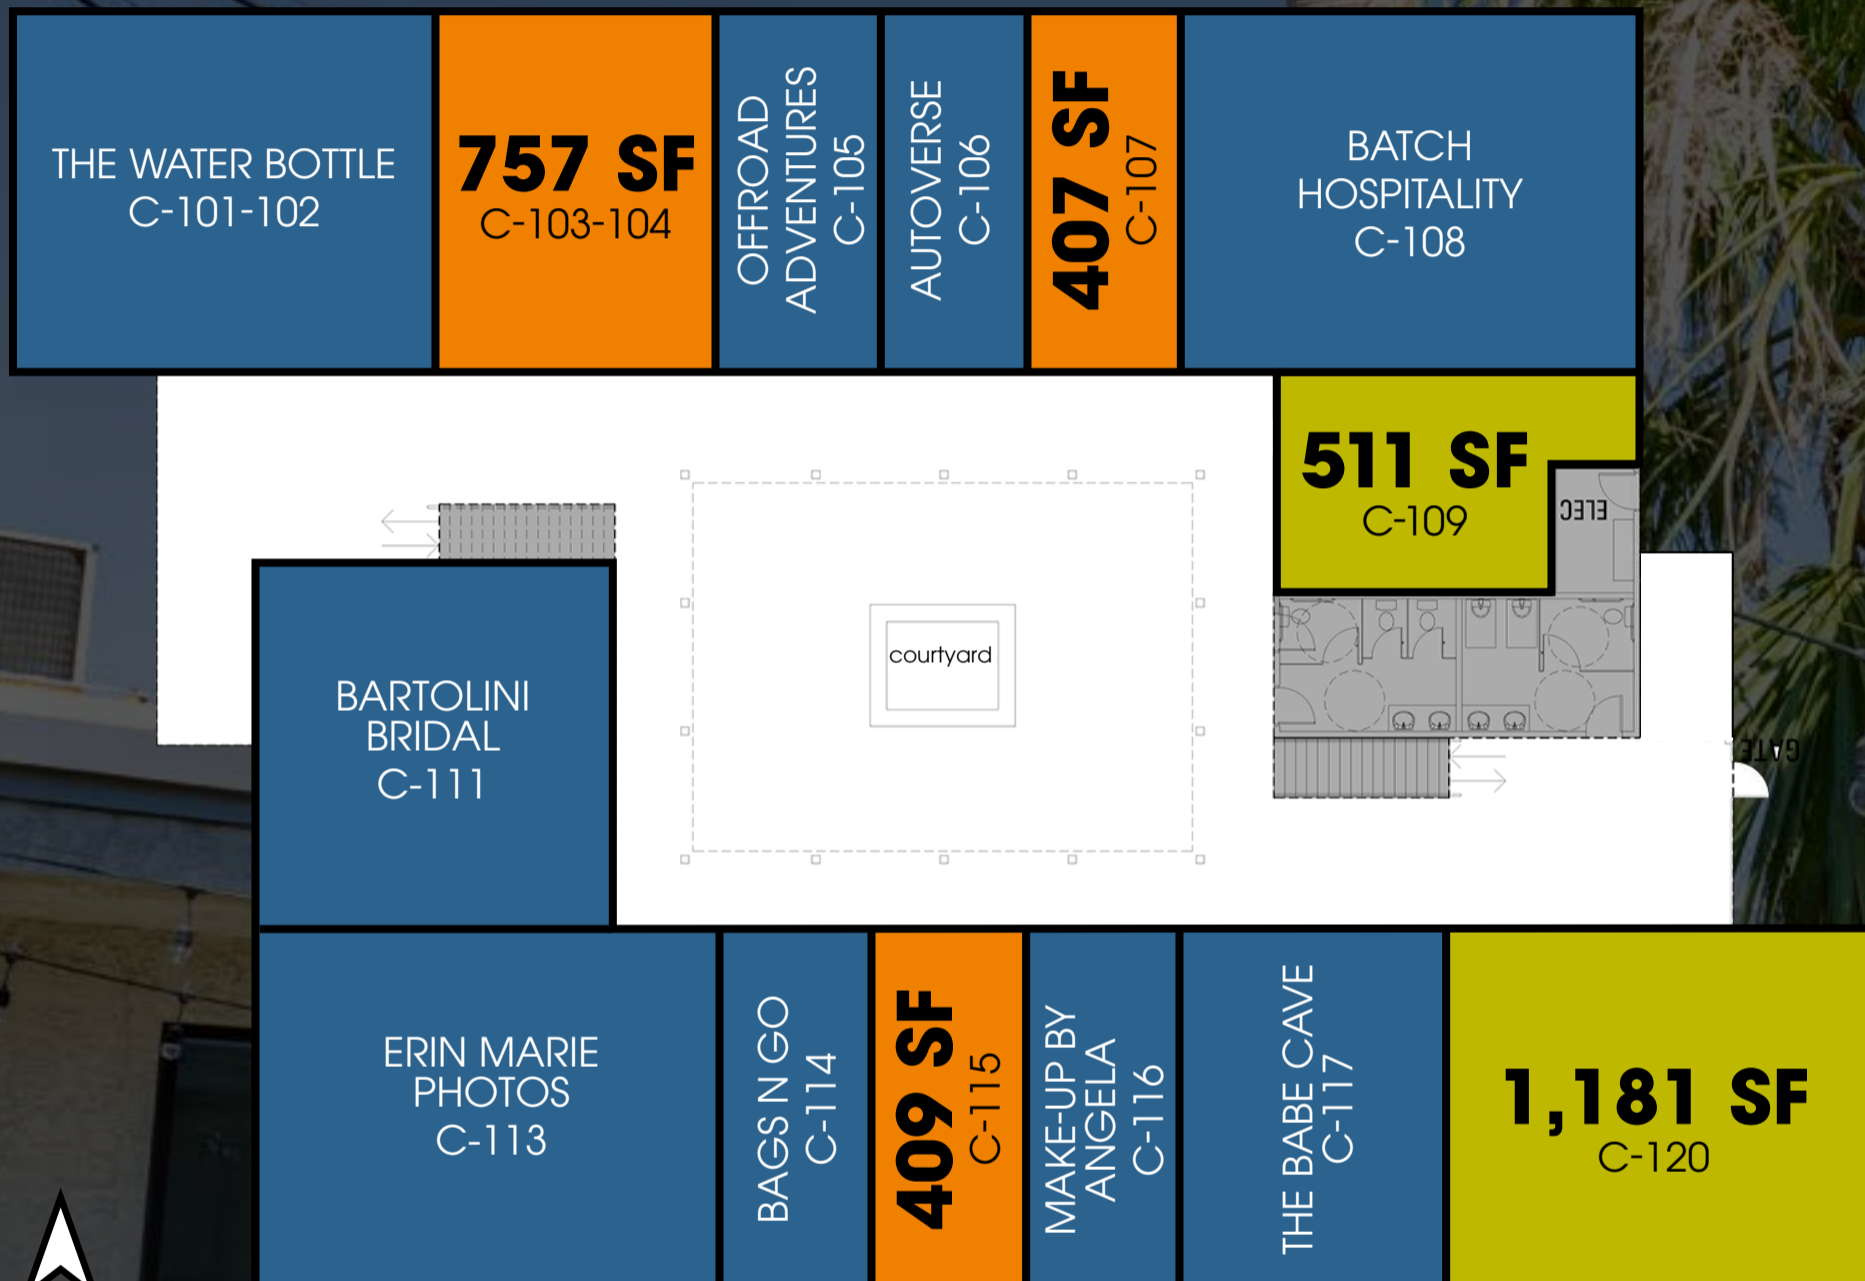 THE WATER BOTTLE
C-101-102
757 SF
C-103-104
OFFROAD
ADVENTURES
C-105
AUTOVERSE
C-106
407 SF
C-107
BATCH
HOSPITALITY
C-108
511 SF
C-109
ELEC
courtyard
BARTOLINI
BRIDAL
C-111
GATE
ERIN MARIE
PHOTOS
C-113
BAGS N GO
C-114
409 SF
C-115
MAKE-UP BY
ANGELA
C-116
THE BABE CAVE
C-117
1,181 SF
C-120